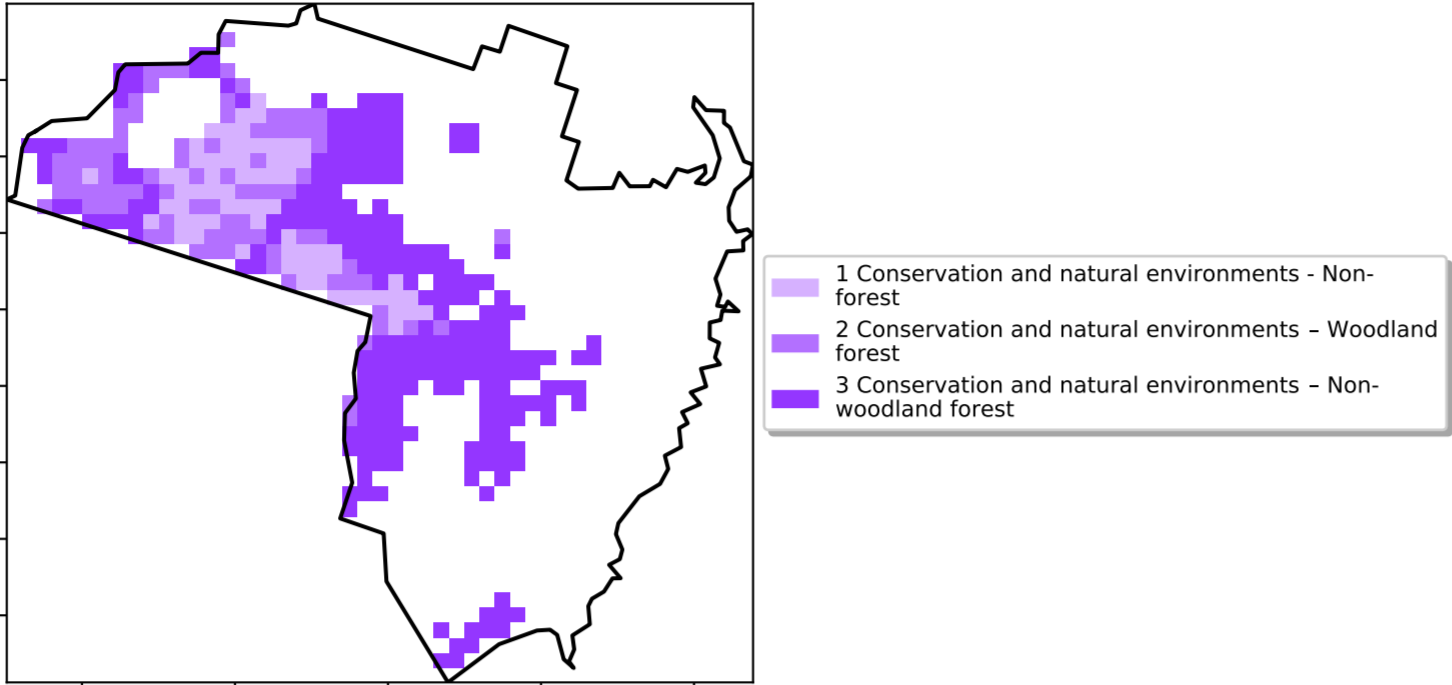 1 Conservation and natural environments - Non-
forest
2 Conservation and natural environments – Woodland
forest
3 Conservation and natural environments – Non-
woodland forest